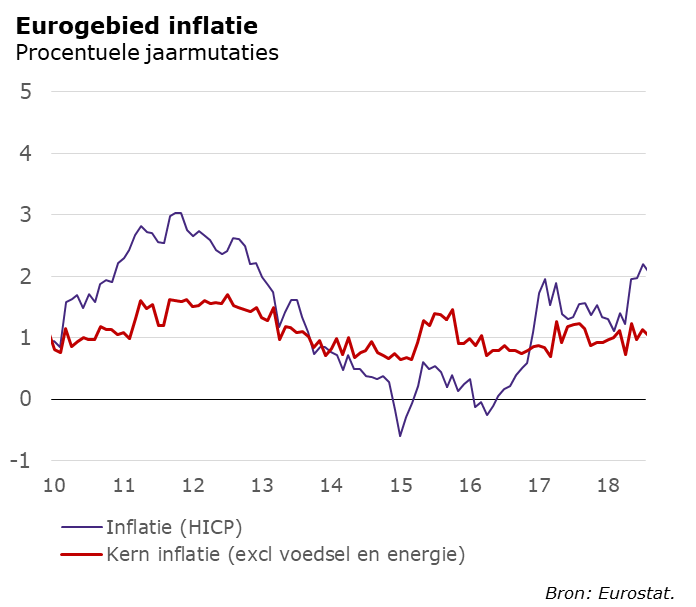 Eurogebied inflatie
Procentuele jaarmutaties
5
4
3
2
1
0
-1
10 11 12 13 14 15 16 17 18
Inflatie (HICP)
Kern inflatie (excl voedsel en energie)
Bron: Eurostat.